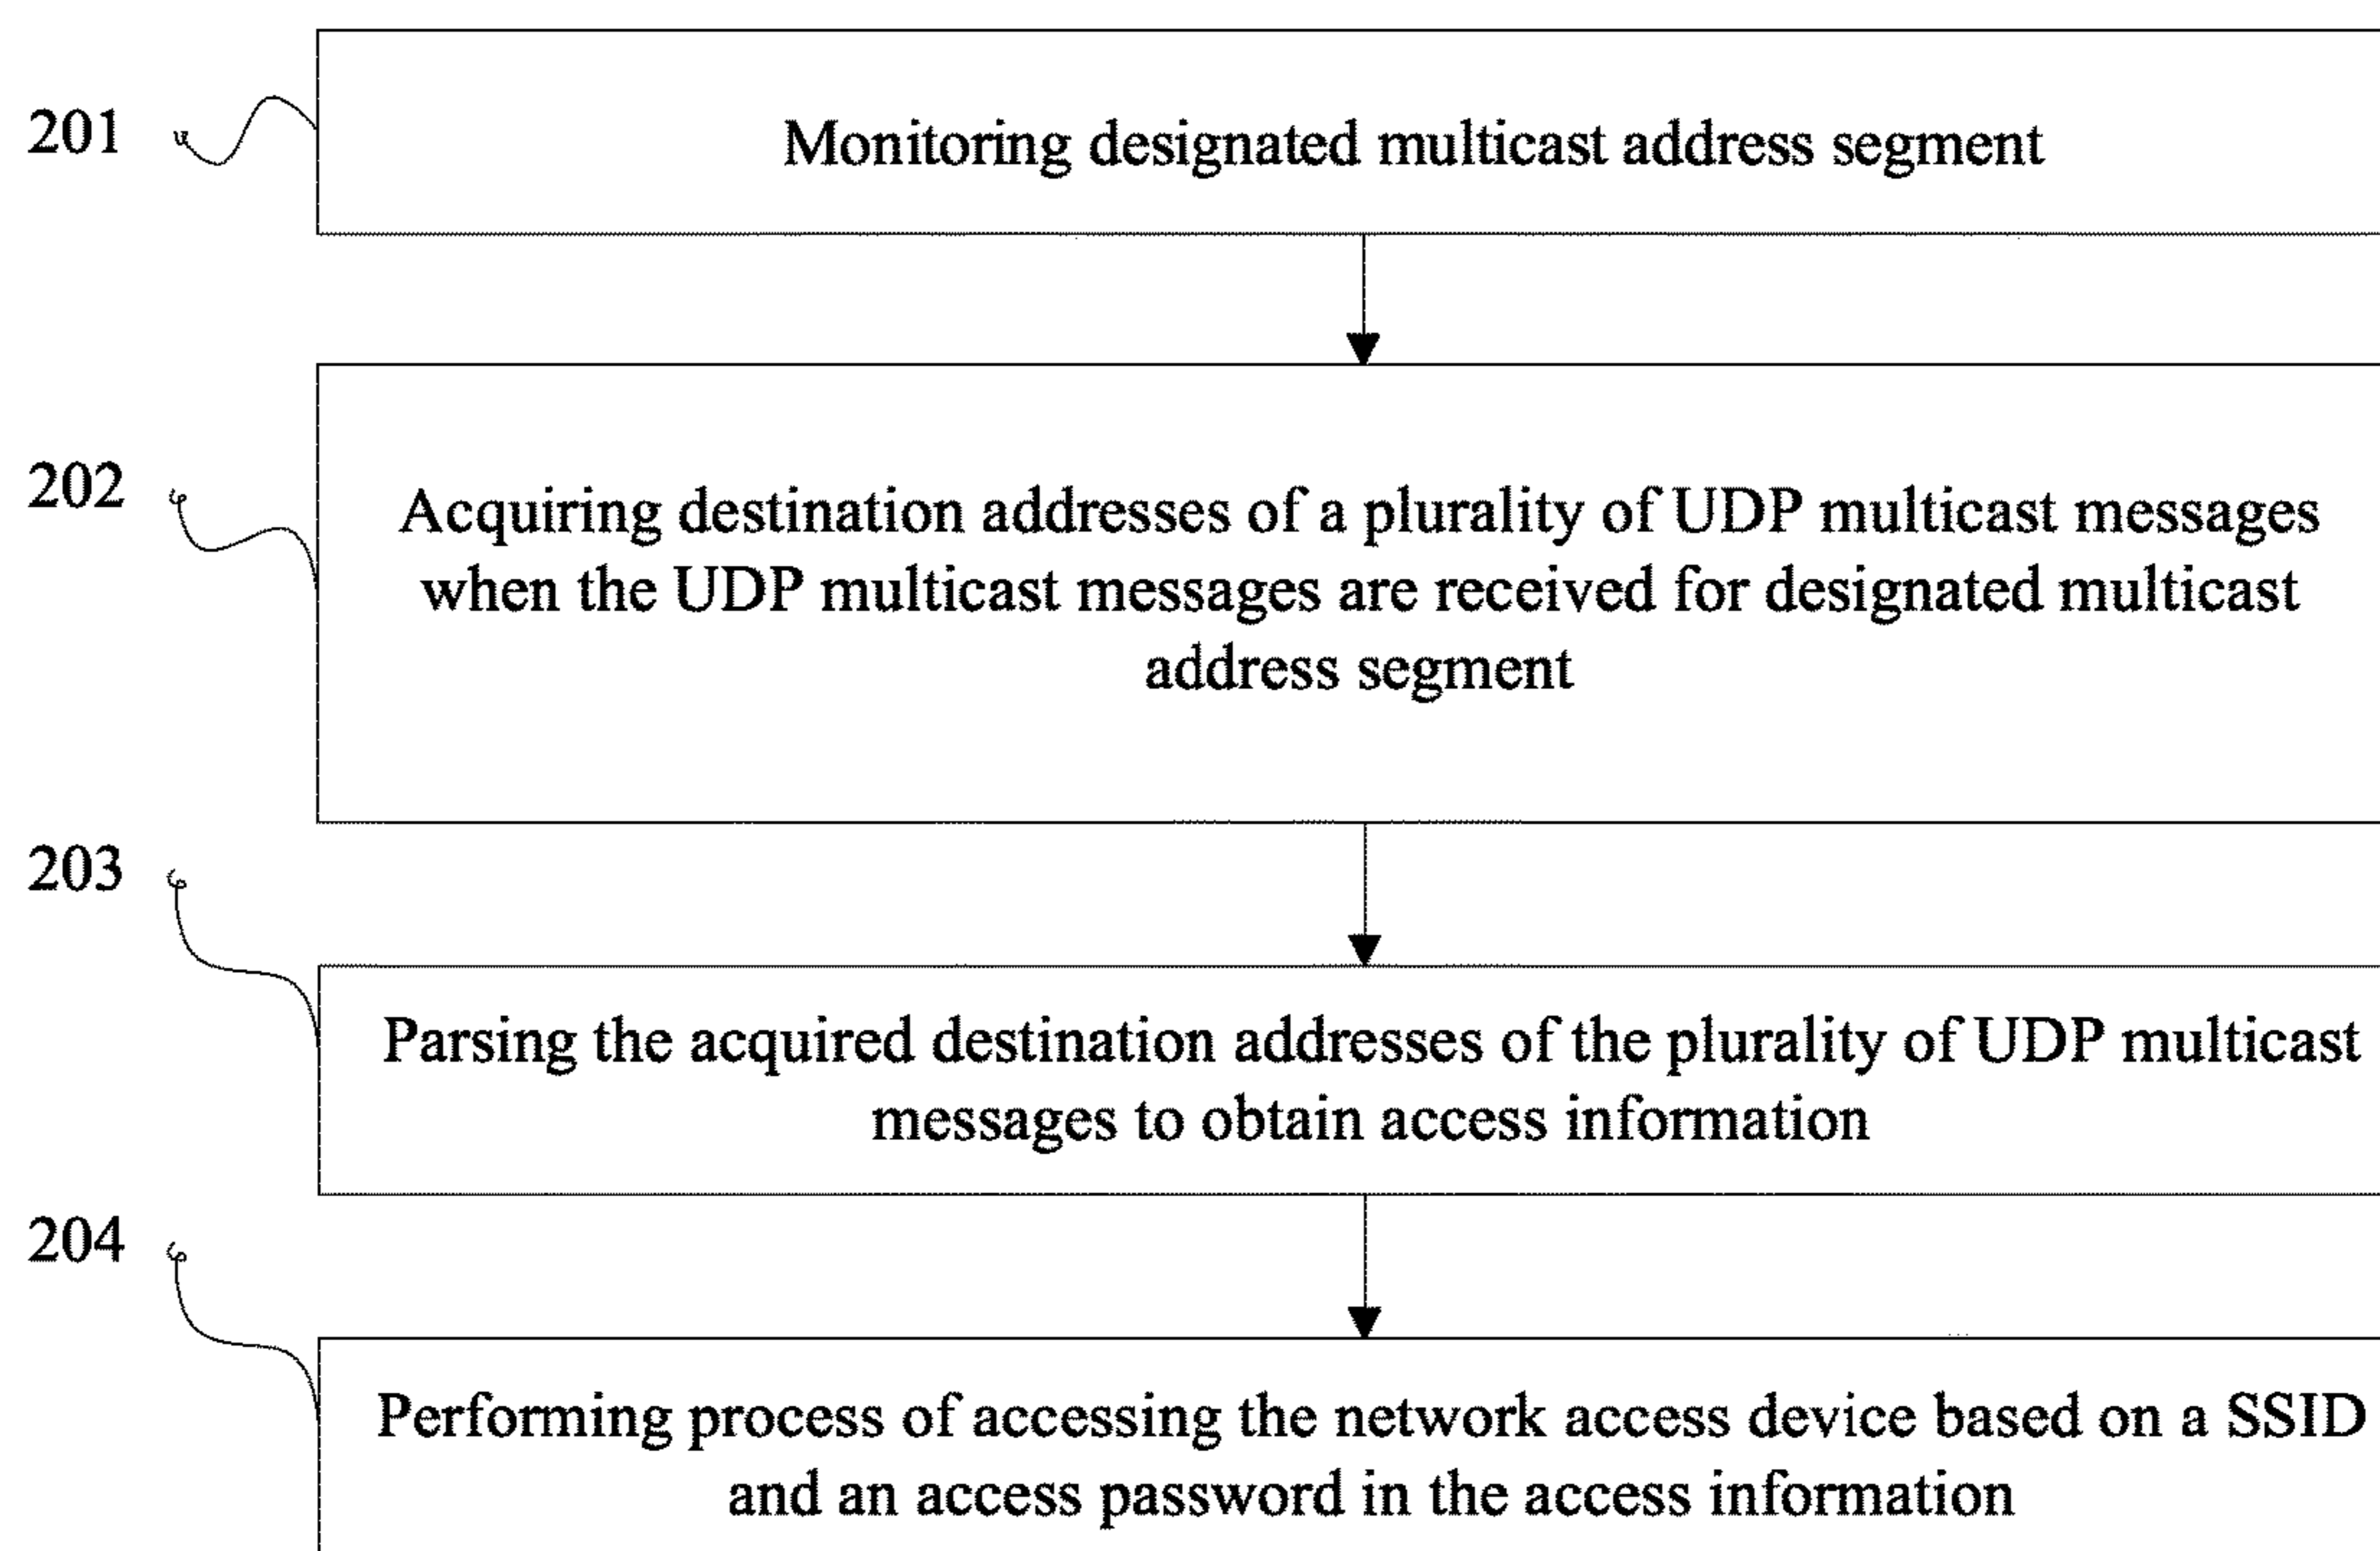 201
Monitoring designated multicast address segment
202
Acquiring destination addresses of a plurality of UDP multicast messages
when the UDP multicast messages are received for designated multicast
address segment
203
Parsing the acquired destination addresses of the plurality of UDP multicast
messages to obtain access information
204
Performing process of accessing the network access device based on a SSID
and an access password in the access information